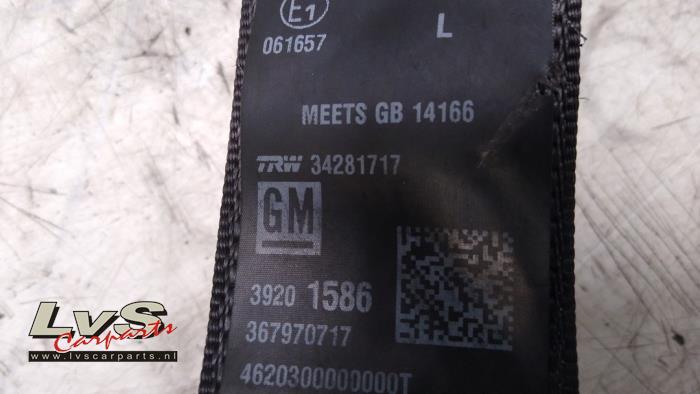 E1
061657 L
MEETS GB 14166
TRW 34281717
GM
3920 1586
367970717
4620300000000T
LvS
Carparts
www.lvscarparts.nl